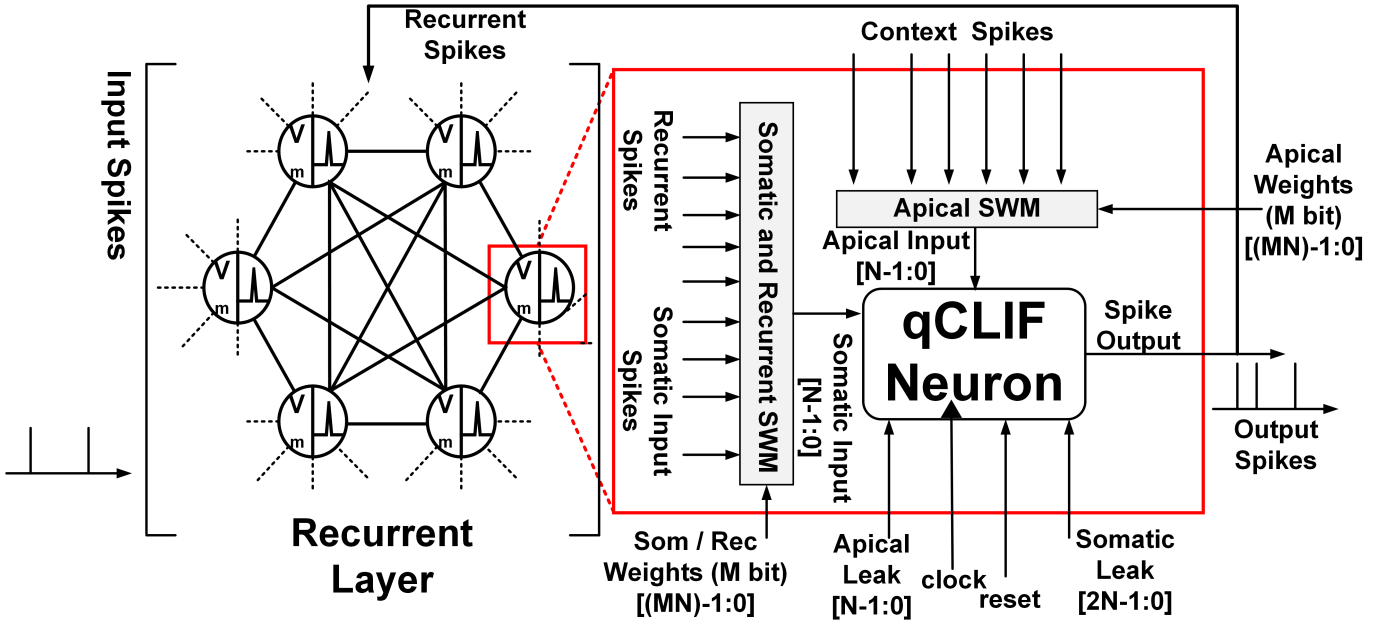 Recurrent
Spikes
Input Spikes
V
m
V
m
V
m
V
m
V
m
V
m
Recurrent
Layer
Context Spikes
Recurrent
Spikes
Somatic Input
Spikes
Somatic and Recurrent SWM
Apical SWM
Apical Input
[N-1:0]
Apical
Weights
(M bit)
[(MN)-1:0]
Somatic Input
[N-1:0]
qCLIF
Neuron
Spike
Output
Output
Spikes
Som / Rec
Weights (M bit)
[(MN)-1:0]
Apical
Leak
[N-1:0]
clock
reset
Somatic
Leak
[2N-1:0]